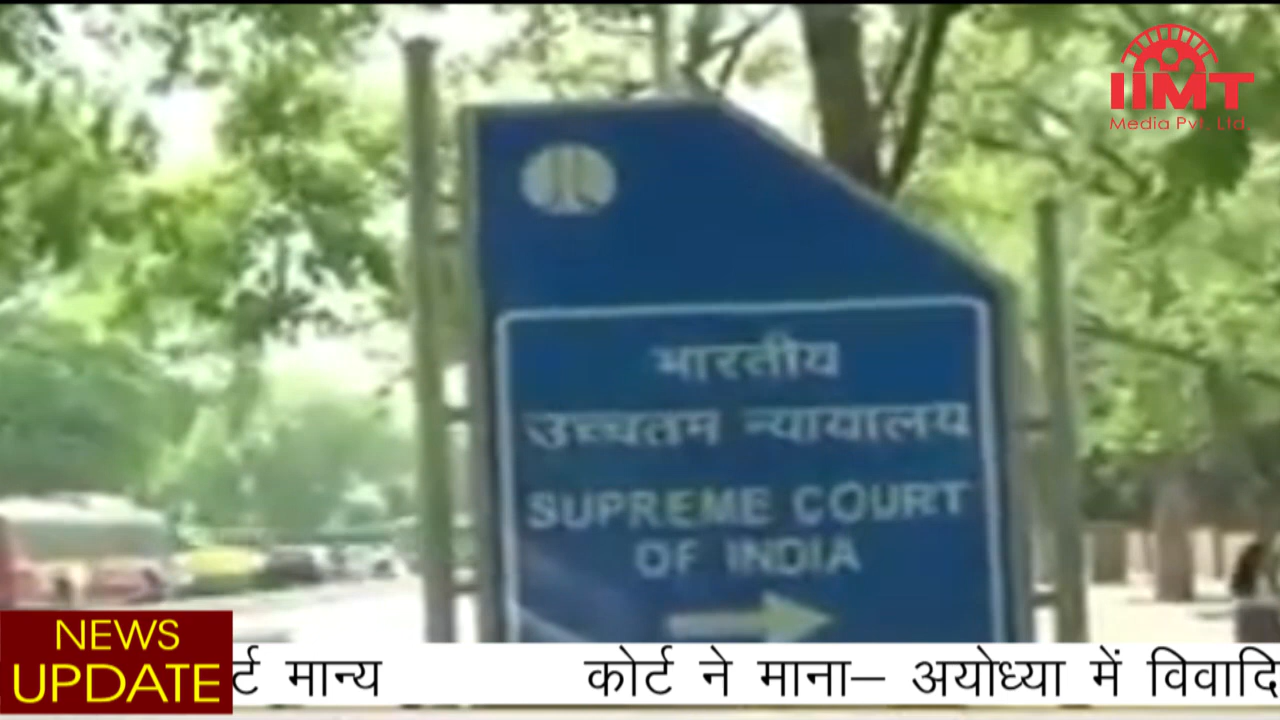 IIMT
Media Pvt. Ltd.
भारतीय
उच्चतम न्यायालय
SUPREME COURT
OF INDIA
NEWS
UPDATE
र्ट मान्य कोर्ट ने माना– अयोध्या में विवादि